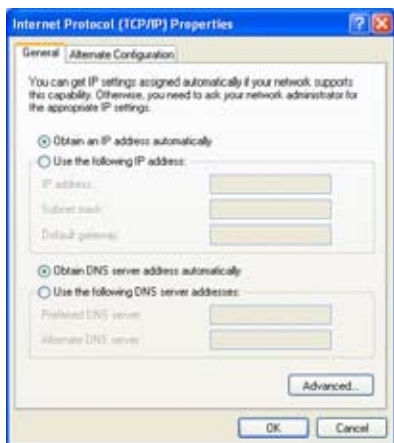 Internet Protocol (TCP/IP) Properties
General Alternate Configuration
You can get IP settings assigned automatically if your network supports
this capability. Otherwise, you need to ask your network administrator for
the appropriate IP settings.
Obtain an IP address automatically
Use the following IP address:
IP address:
Subnet mask:
Default gateway:
Obtain DNS server address automatically
Use the following DNS server addresses:
Preferred DNS server:
Alternate DNS server:
Advanced...
OK Cancel